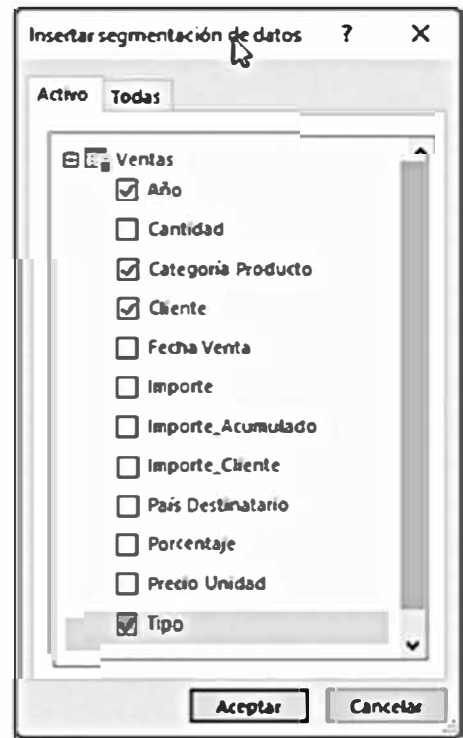 Insertar segmentación de datos ? X
Activo Todas
Ventas
Año
Cantidad
Categoría Producto
Cliente
Fecha Venta
Importe
Importe_Acumulado
Importe_Cliente
País Destinatario
Porcentaje
Precio Unidad
Tipo
Aceptar Cancelar